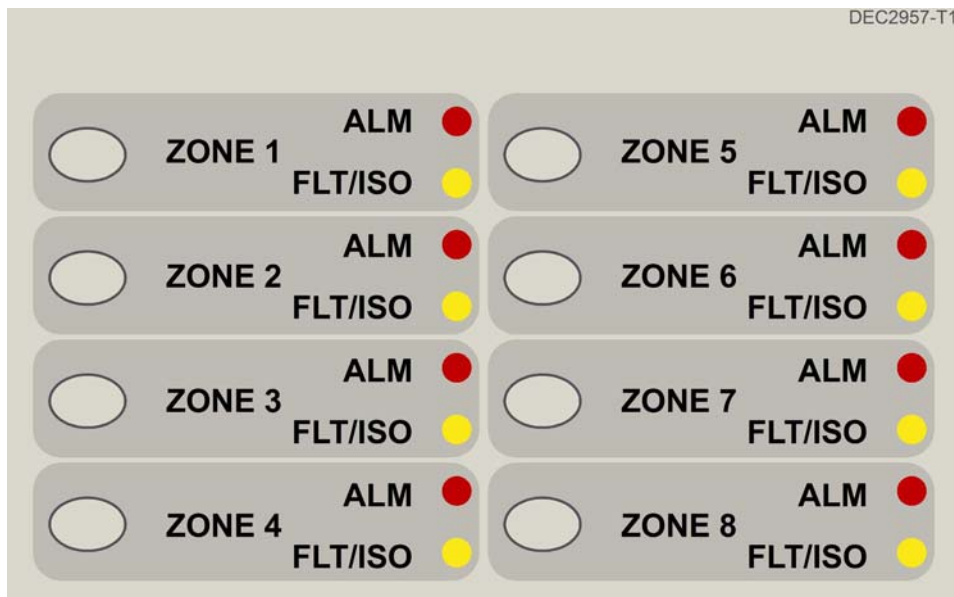 DEC2957-T1
ALM
ZONE 1
FLT/ISO
ALM
ZONE 2
FLT/ISO
ALM
ZONE 3
FLT/ISO
ALM
ZONE 4
FLT/ISO
ALM
ZONE 5
FLT/ISO
ALM
ZONE 6
FLT/ISO
ALM
ZONE 7
FLT/ISO
ALM
ZONE 8
FLT/ISO